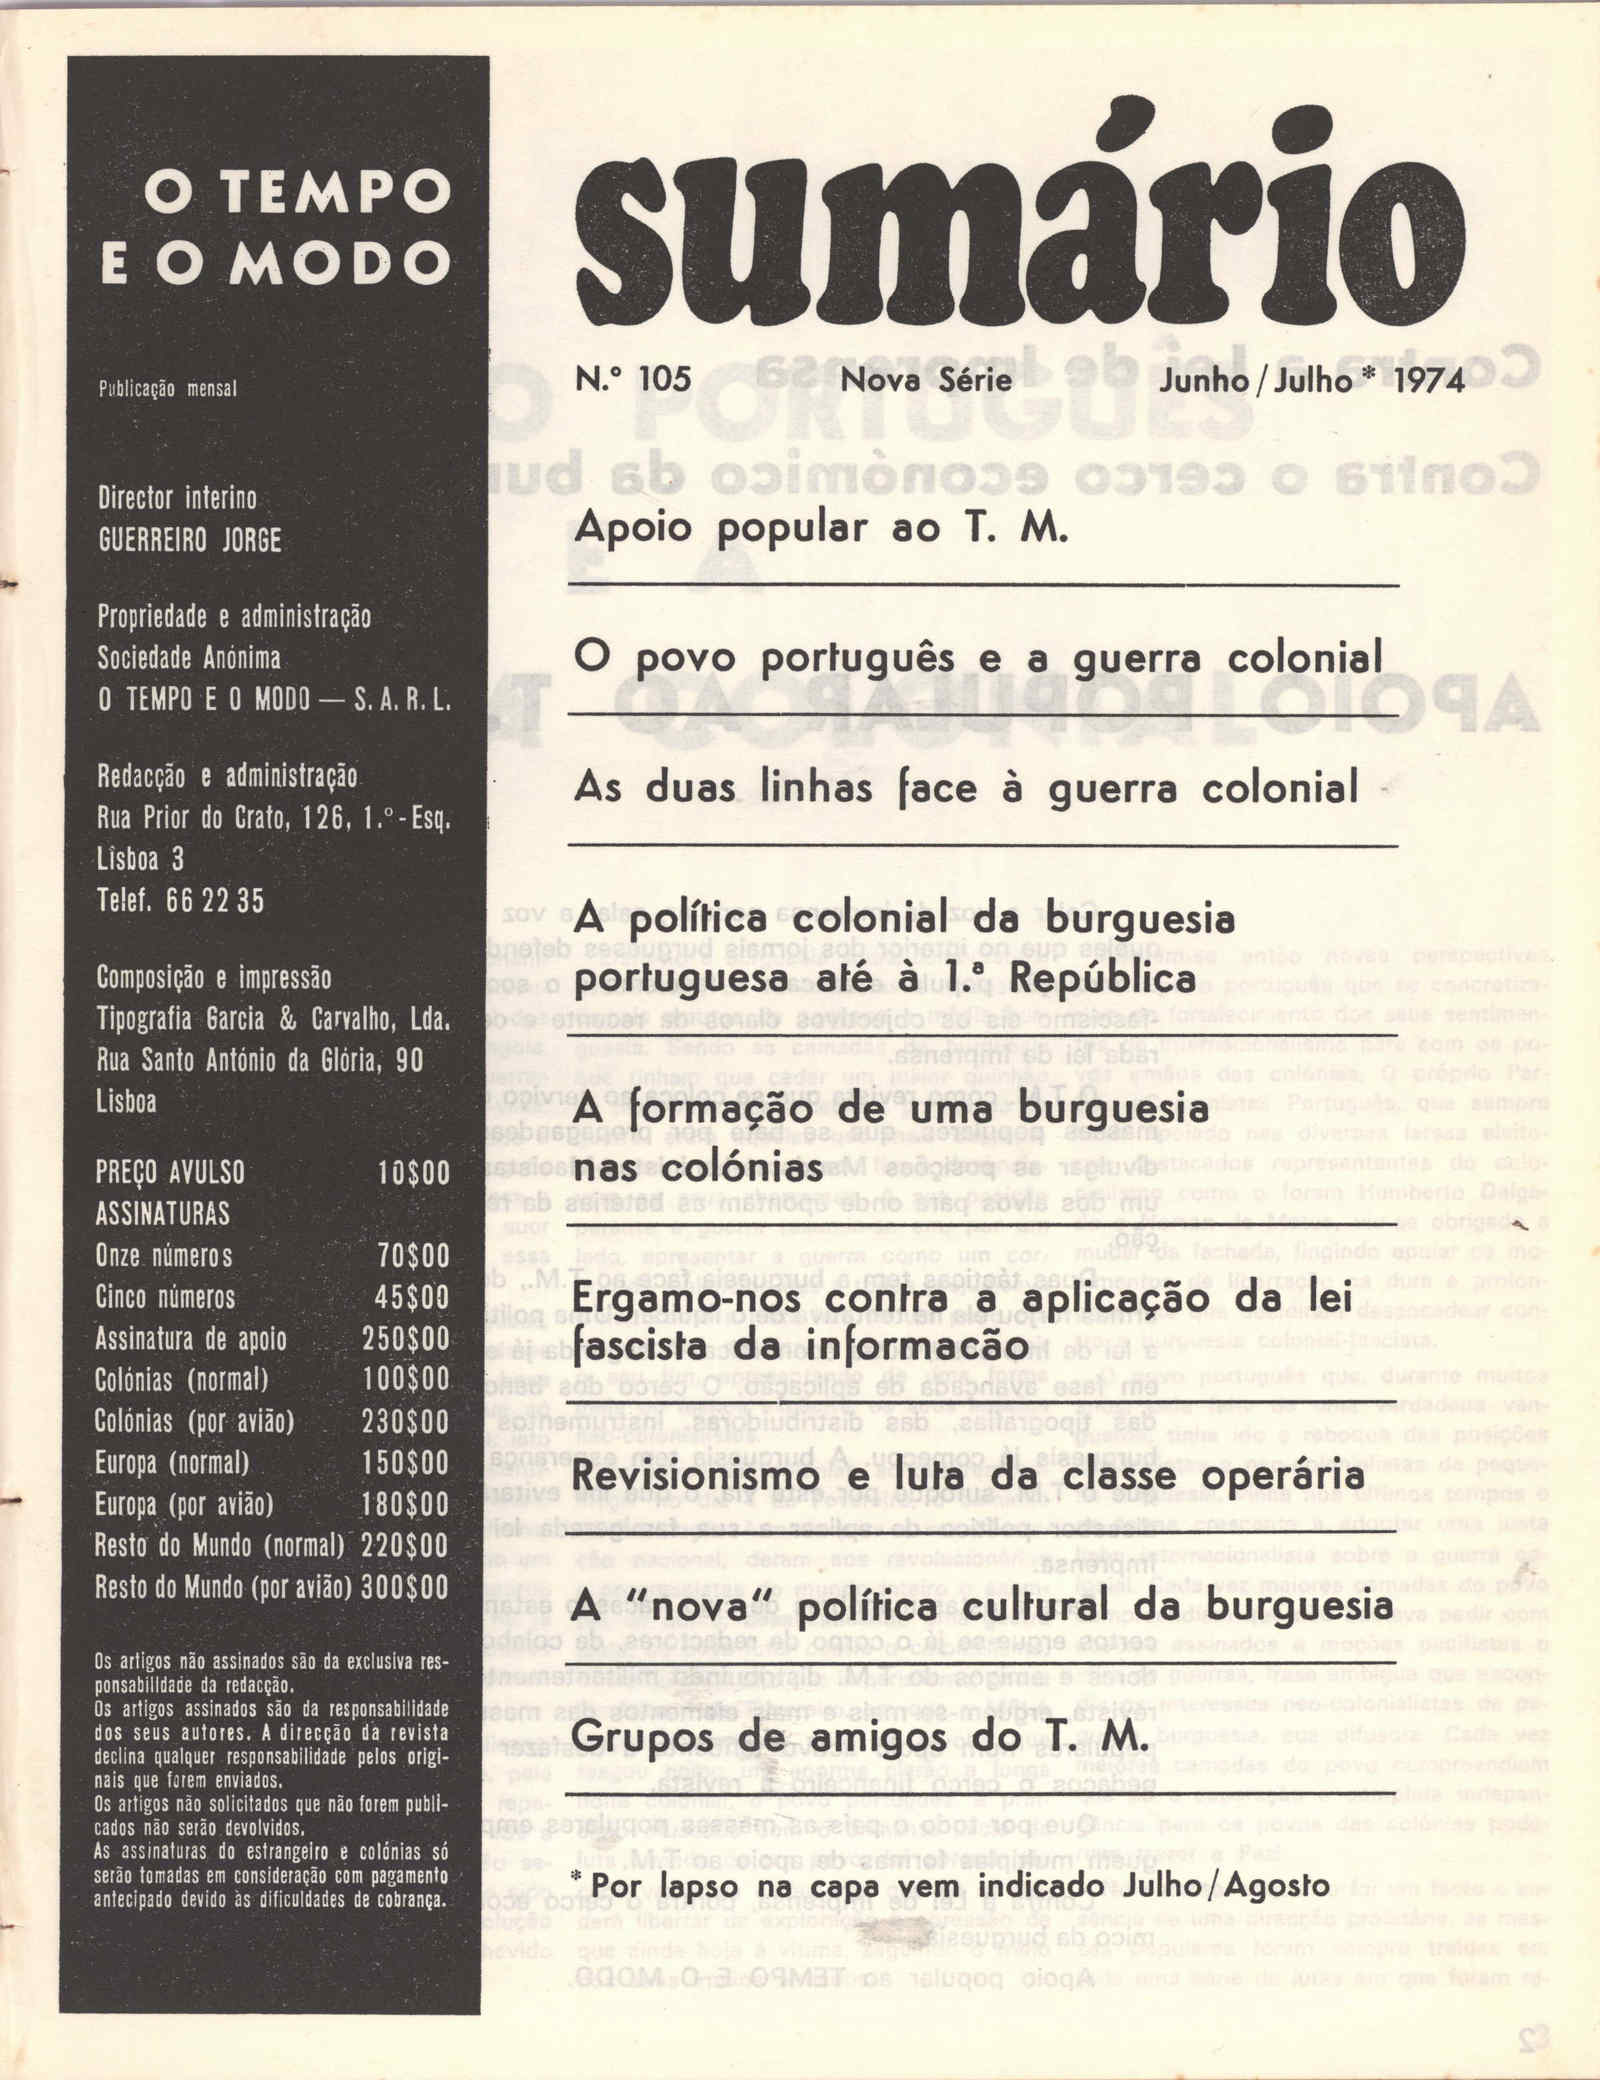 O TEMPO
E O MODO
Publicação mensal
Director interino
GUERREIRO JORGE
Propriedade e administração
Sociedade Anónima
O TEMPO E O MODO — S. A. R. L.
Redacção e administração
Rua Prior do Crato, 126, 1.º-Esq.
Lisboa 3
Telef. 66 22 35
Composição e impressão
Tipografia Garcia & Carvalho, Lda.
Rua Santo António da Glória, 90
Lisboa
PREÇO AVULSO 10$00
ASSINATURAS
Onze números 70$00
Cinco números 45$00
Assinatura de apoio 250$00
Colónias (normal) 100$00
Colónias (por avião) 230$00
Europa (normal) 150$00
Europa (por avião) 180$00
Resto do Mundo (normal) 220$00
Resto do Mundo (por avião) 300$00
Os artigos não assinados são da exclusiva res-
ponsabilidade da redacção.
Os artigos assinados são da responsabilidade
dos seus autores. A direcção da revista
declina qualquer responsabilidade pelos origi-
nais que forem enviados.
Os artigos não solicitados que não forem publi-
cados não serão devolvidos.
As assinaturas do estrangeiro e colónias só
serão tomadas em consideração com pagamento
antecipado devido às dificuldades de cobrança.
sumário
N.º 105 Nova Série Junho/Julho* 1974
Apoio popular ao T. M.
O povo português e a guerra colonial
As duas linhas face à guerra colonial
A política colonial da burguesia
portuguesa até à 1.ª República
A formação de uma burguesia
nas colónias
Ergamo-nos contra a aplicação da lei
fascista da informacão
Revisionismo e luta da classe operária
A "nova" política cultural da burguesia
Grupos de amigos do T. M.
*Por lapso na capa vem indicado Julho/Agosto